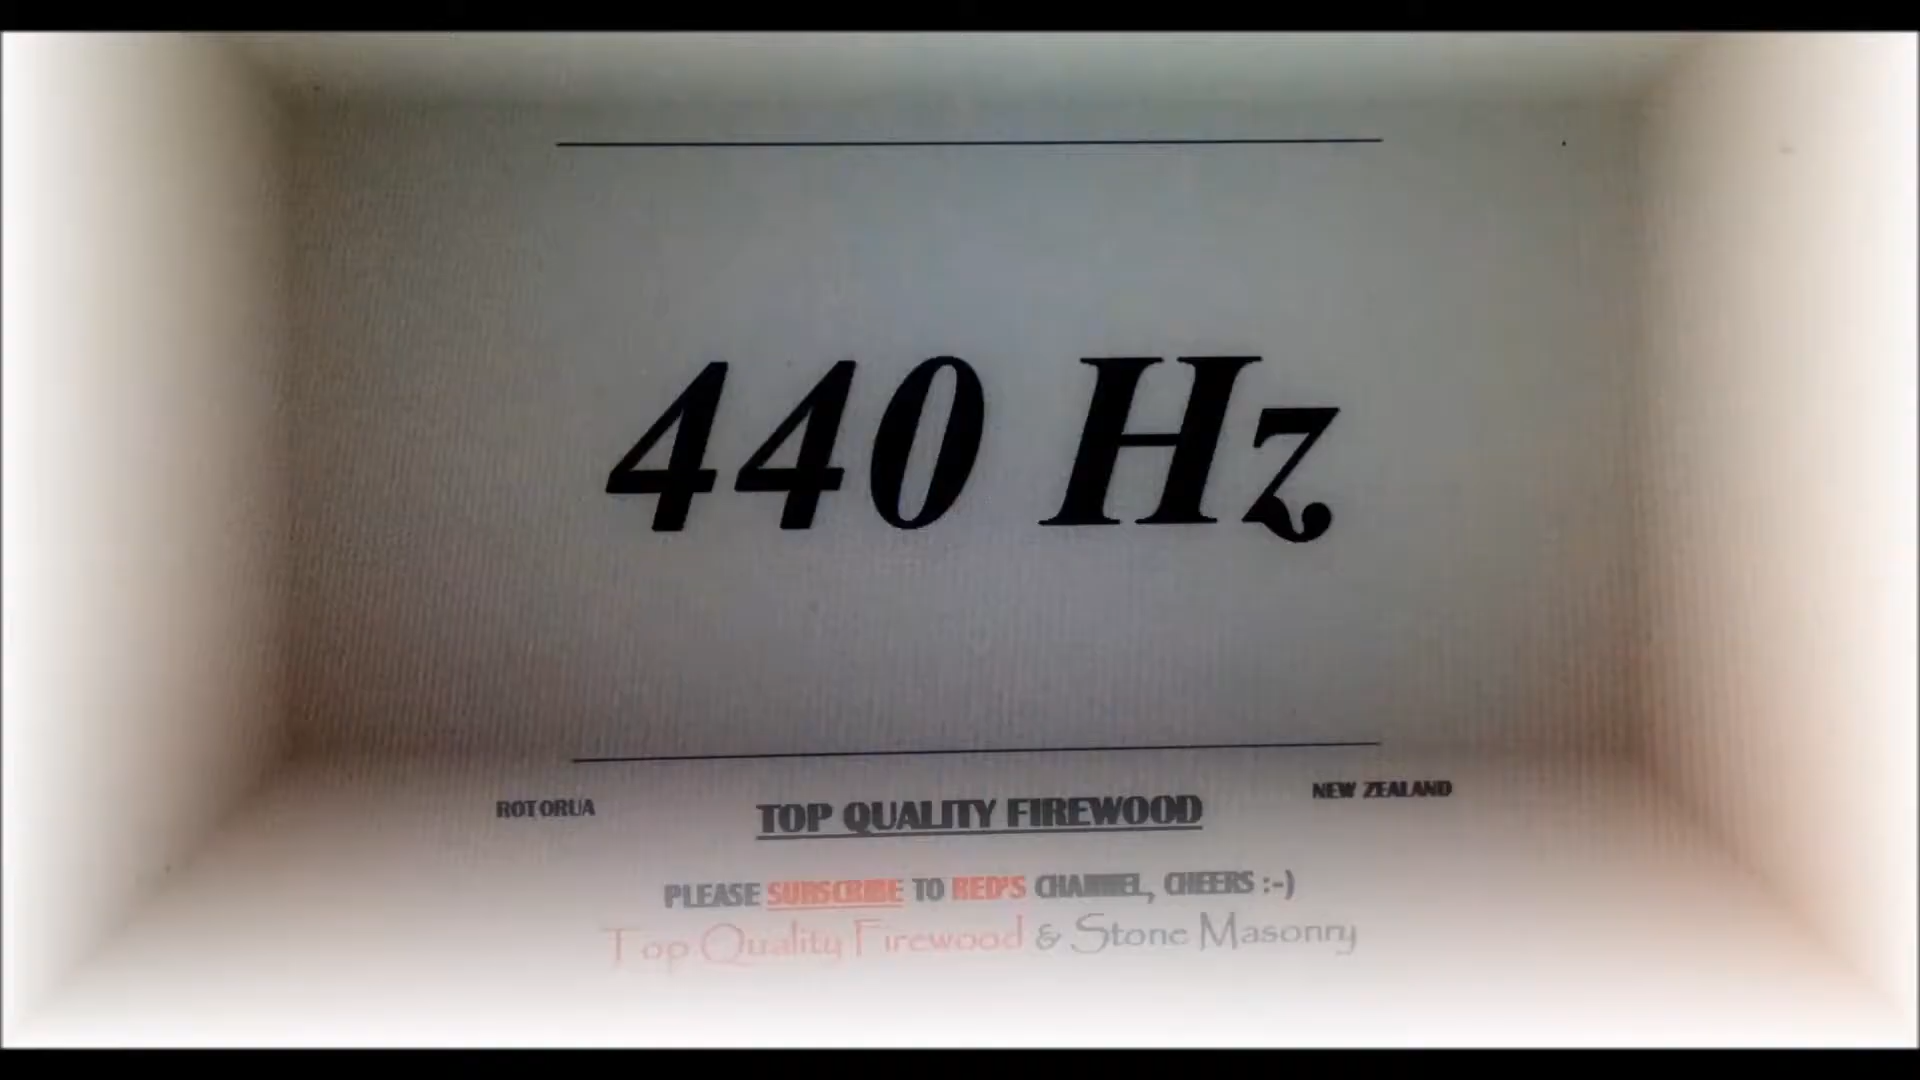 440 Hz
ROTORUA
NEW ZEALAND
TOP QUALITY FIREWOOD
PLEASE SUBSCRIBE TO RED'S CHANNEL, CHEERS :-)
Top Quality Firewood & Stone Masonry